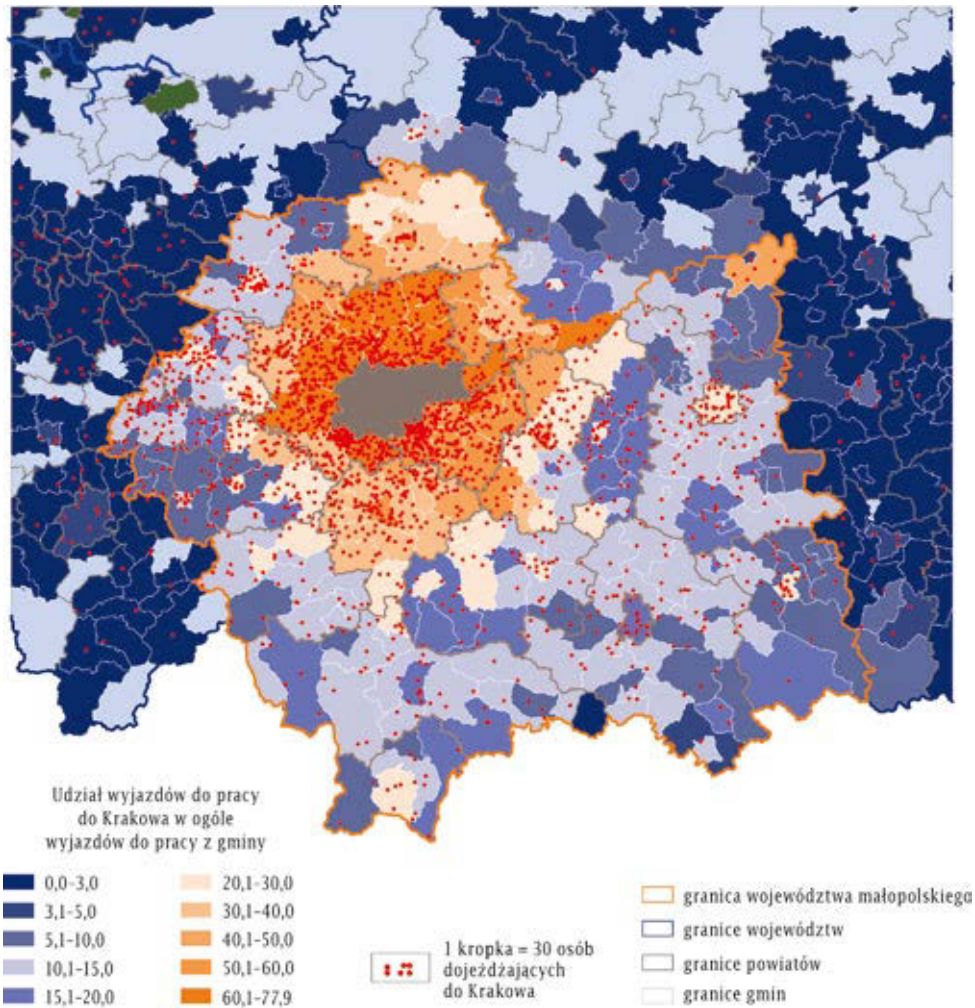 Udział wyjazdów do pracy
do Krakowa w ogóle
wyjazdów do pracy z gminy
0,0–3,0
3,1–5,0
5,1–10,0
10,1–15,0
15,1–20,0
20,1–30,0
30,1–40,0
40,1–50,0
50,1–60,0
60,1–77,9
1 kropka = 30 osób
dojeżdżających
do Krakowa
granica województwa małopolskiego
granice województw
granice powiatów
granice gmin